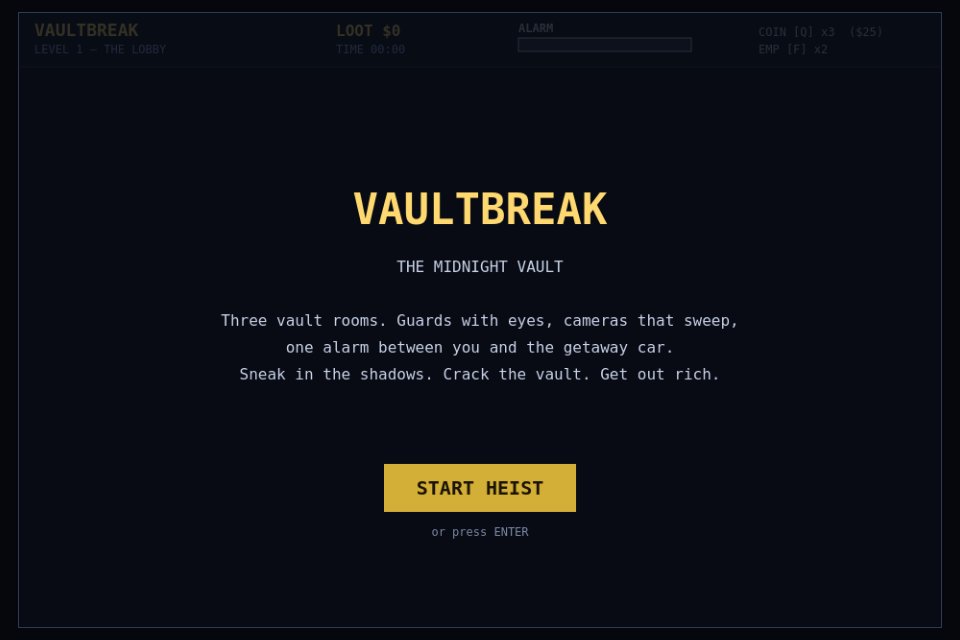 VAULTBREAK
LEVEL 1 — THE LOBBY
LOOT $0
TIME 00:00
ALARM
COIN [Q] x3  ($25)
EMP [F] x2
VAULTBREAK
THE MIDNIGHT VAULT
Three vault rooms. Guards with eyes, cameras that sweep,
one alarm between you and the getaway car.
Sneak in the shadows. Crack the vault. Get out rich.
START HEIST
or press ENTER